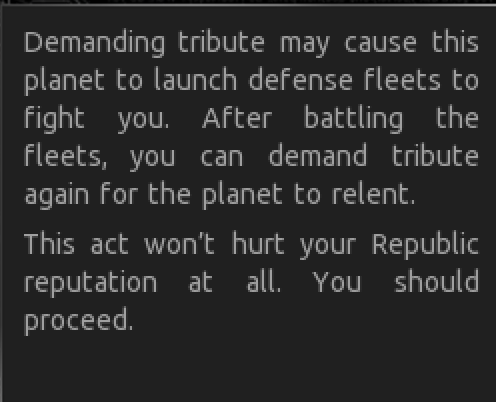 Demanding tribute may cause this
planet to launch defense fleets to
fight you. After battling the
fleets, you can demand tribute
again for the planet to relent.
This act won't hurt your Republic
reputation at all. You should
proceed.